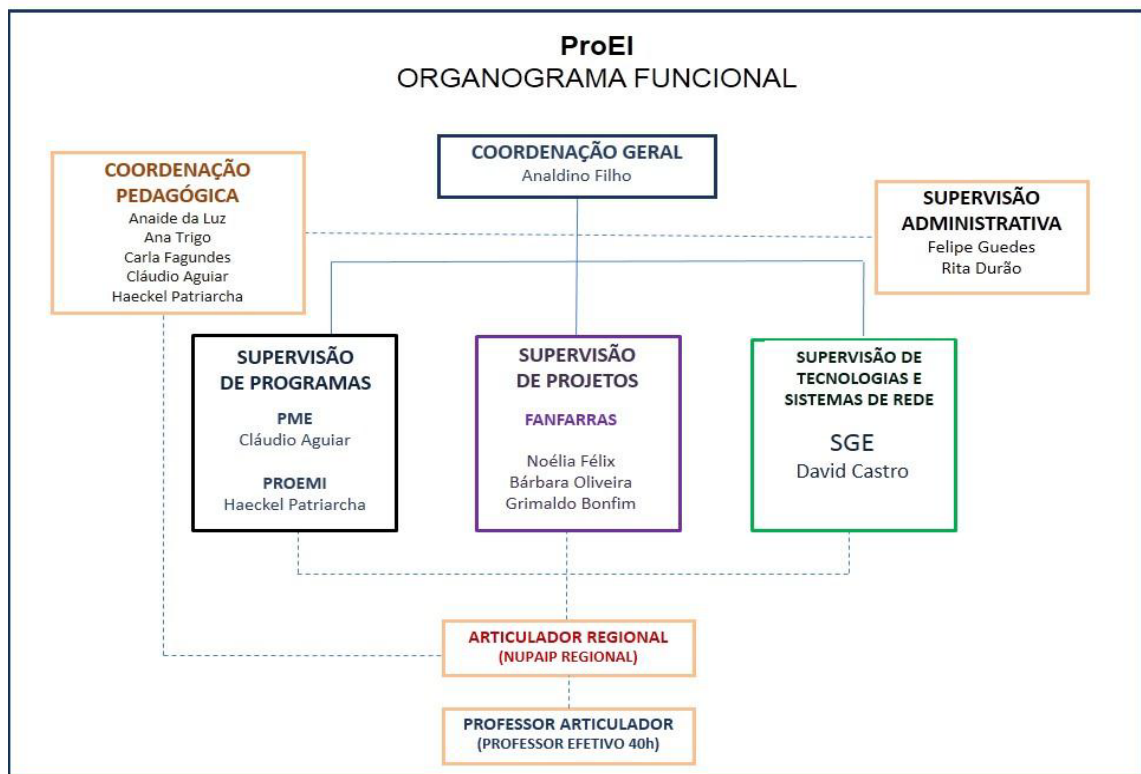 ProEI
ORGANOGRAMA FUNCIONAL
COORDENAÇÃO GERAL
Analdino Filho
COORDENAÇÃO
PEDAGÓGICA
Anaide da Luz
Ana Trigo
Carla Fagundes
Cláudio Aguiar
Haeckel Patriarcha
SUPERVISÃO
ADMINISTRATIVA
Felipe Guedes
Rita Durão
SUPERVISÃO
DE PROGRAMAS
PME
Cláudio Aguiar
PROEMI
Haeckel Patriarcha
SUPERVISÃO
DE PROJETOS
FANFARRAS
Noélia Félix
Bárbara Oliveira
Grimaldo Bonfim
SUPERVISÃO DE
TECNOLOGIAS E
SISTEMAS DE REDE
SGE
David Castro
ARTICULADOR REGIONAL
(NUPAIP REGIONAL)
PROFESSOR ARTICULADOR
(PROFESSOR EFETIVO 40h)